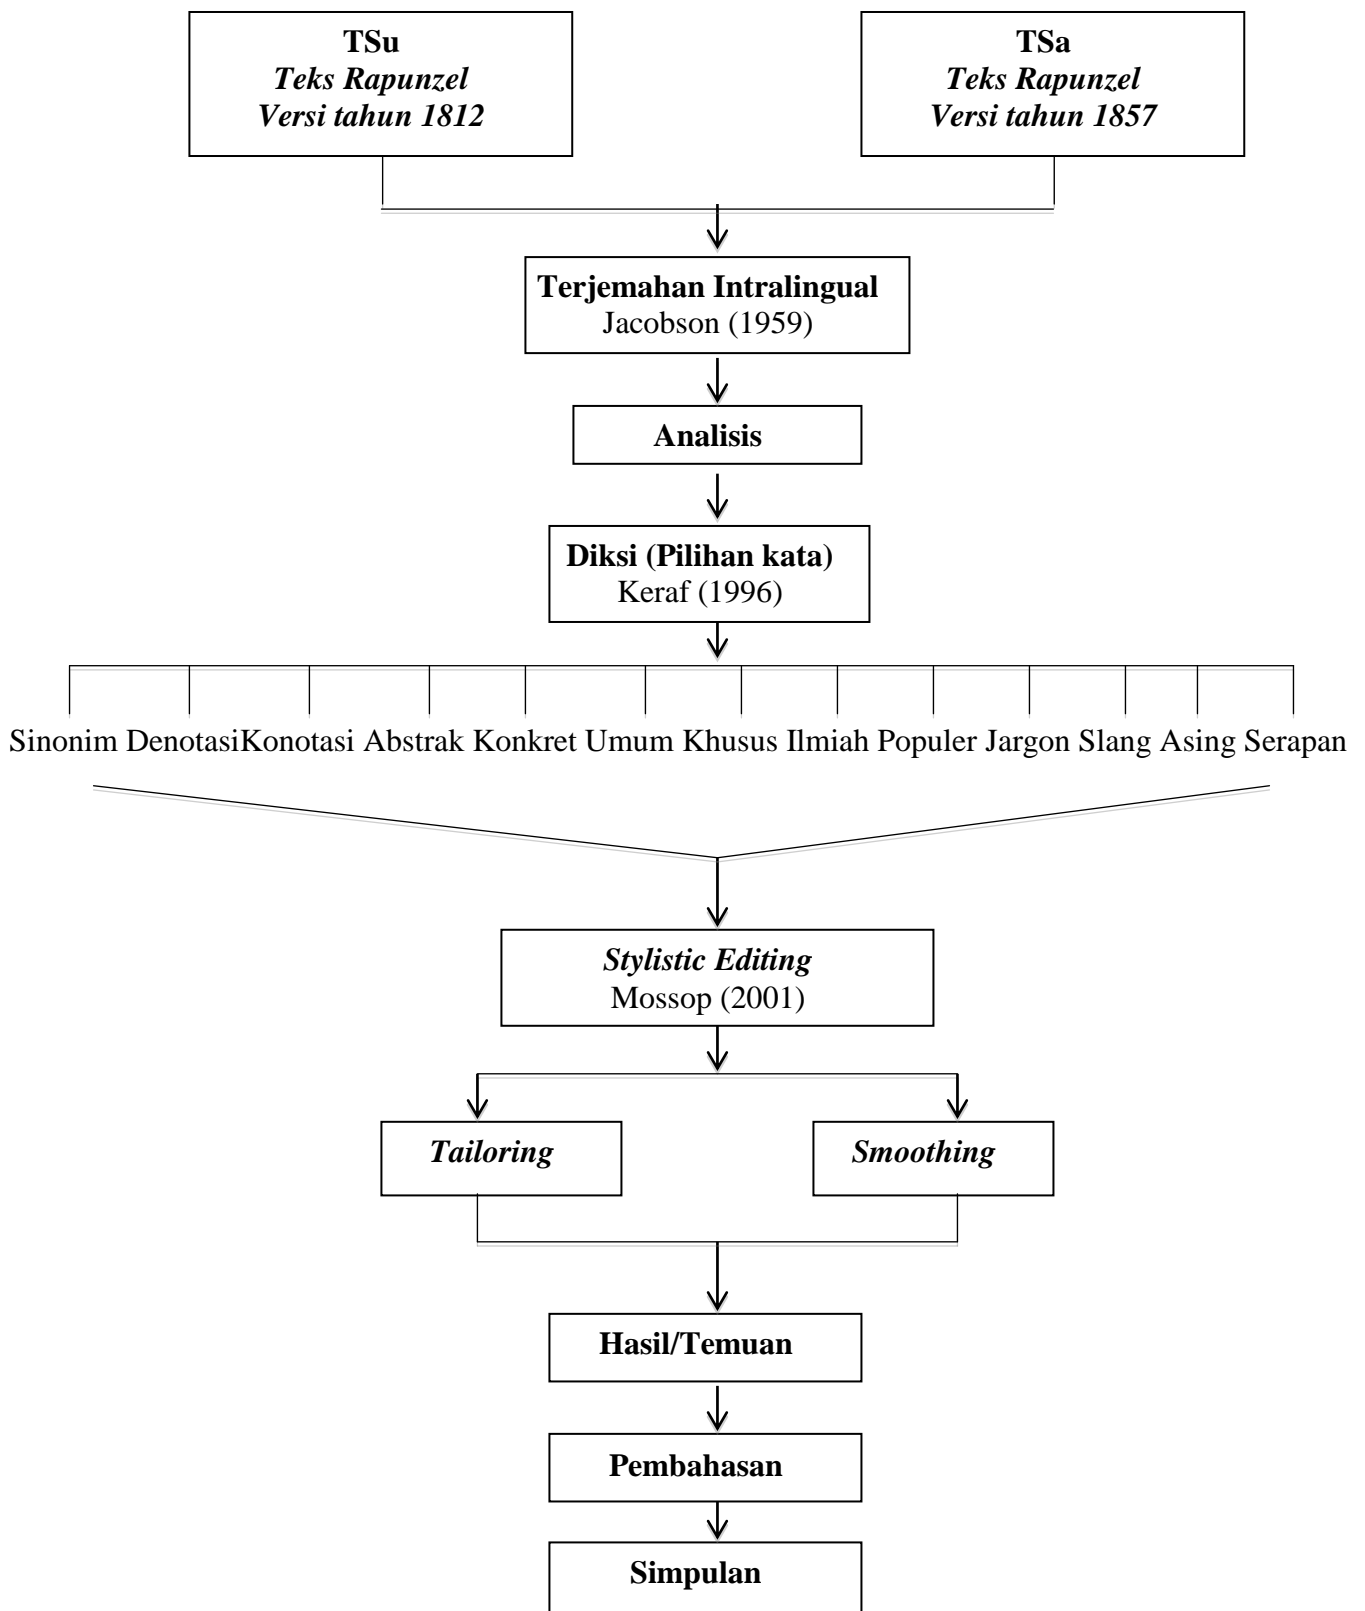 TSu
Teks Rapunzel
Versi tahun 1812
TSa
Teks Rapunzel
Versi tahun 1857
Terjemahan Intralingual
Jacobson (1959)
Analisis
Diksi (Pilihan kata)
Keraf (1996)
Sinonim DenotasiKonotasi Abstrak Konkret Umum Khusus Ilmiah Populer Jargon Slang Asing Serapan
Stylistic Editing
Mossop (2001)
Tailoring
Smoothing
Hasil/Temuan
Pembahasan
Simpulan